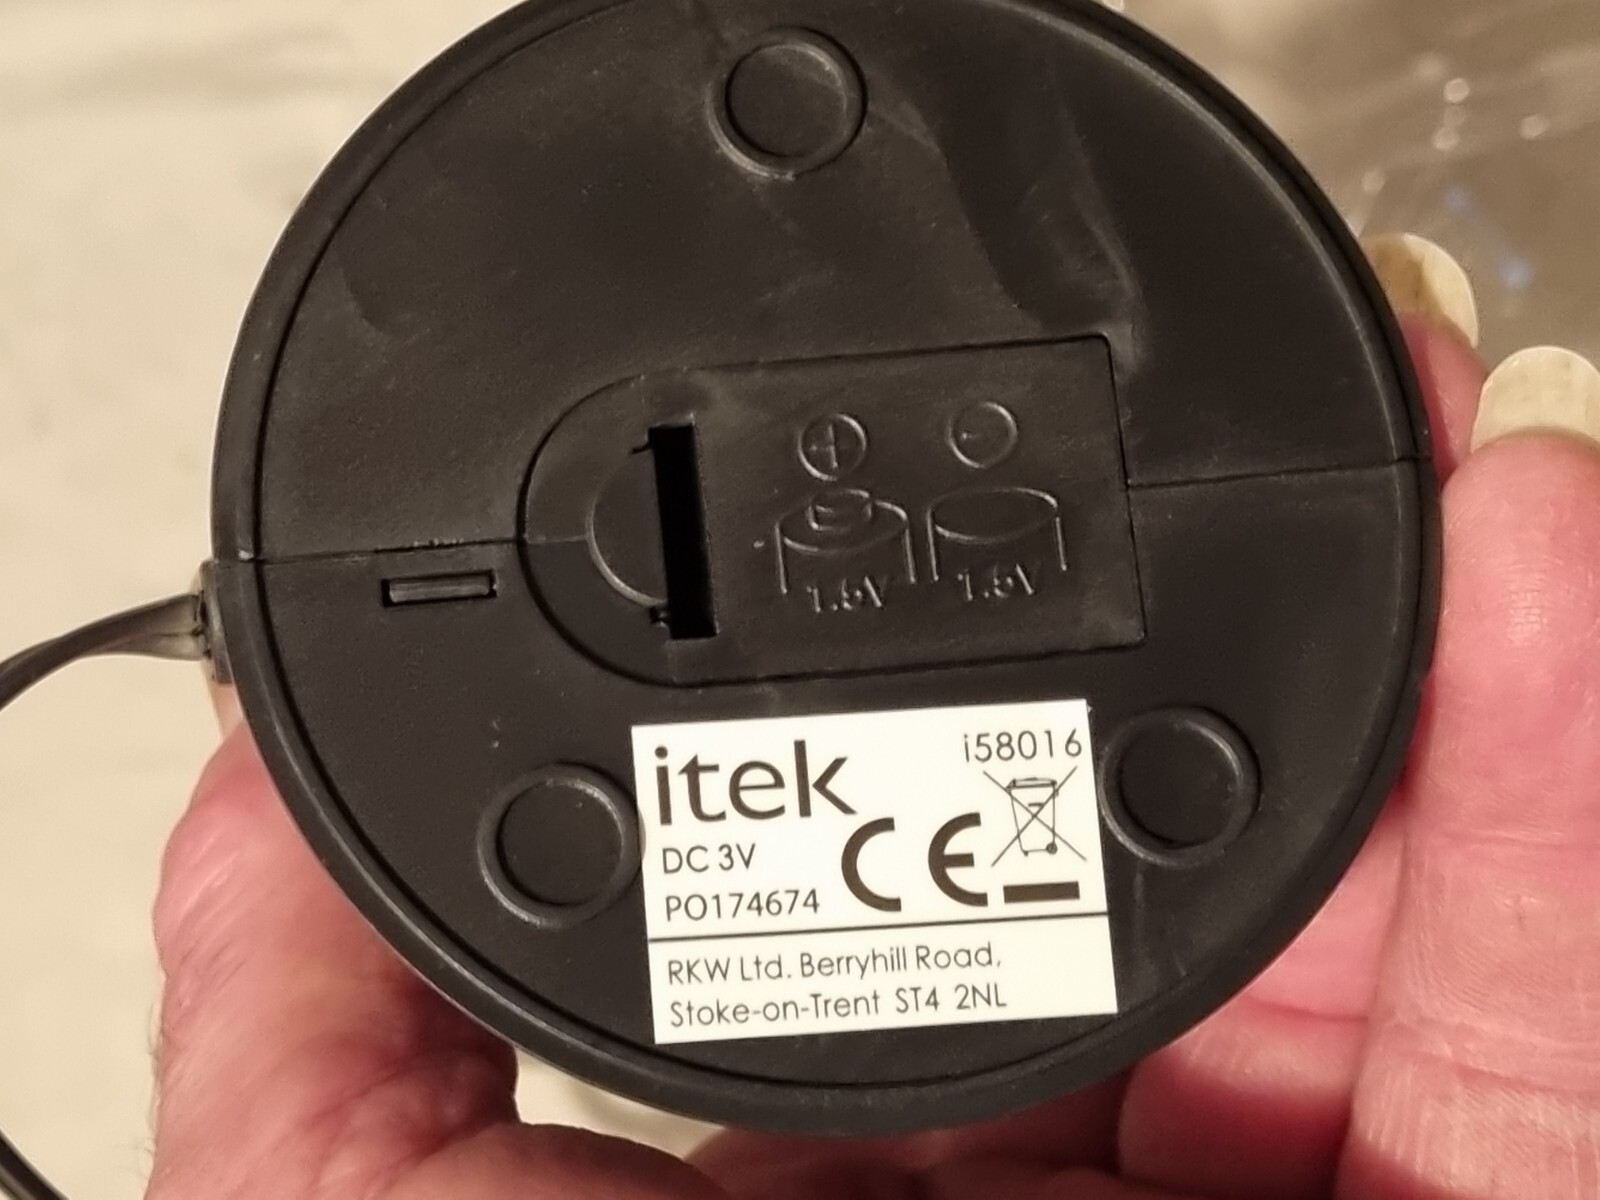 + -
1.5V 1.5V
itek i58016
DC 3V
PO174674 CE
RKW Ltd. Berryhill Road,
Stoke-on-Trent ST4 2NL